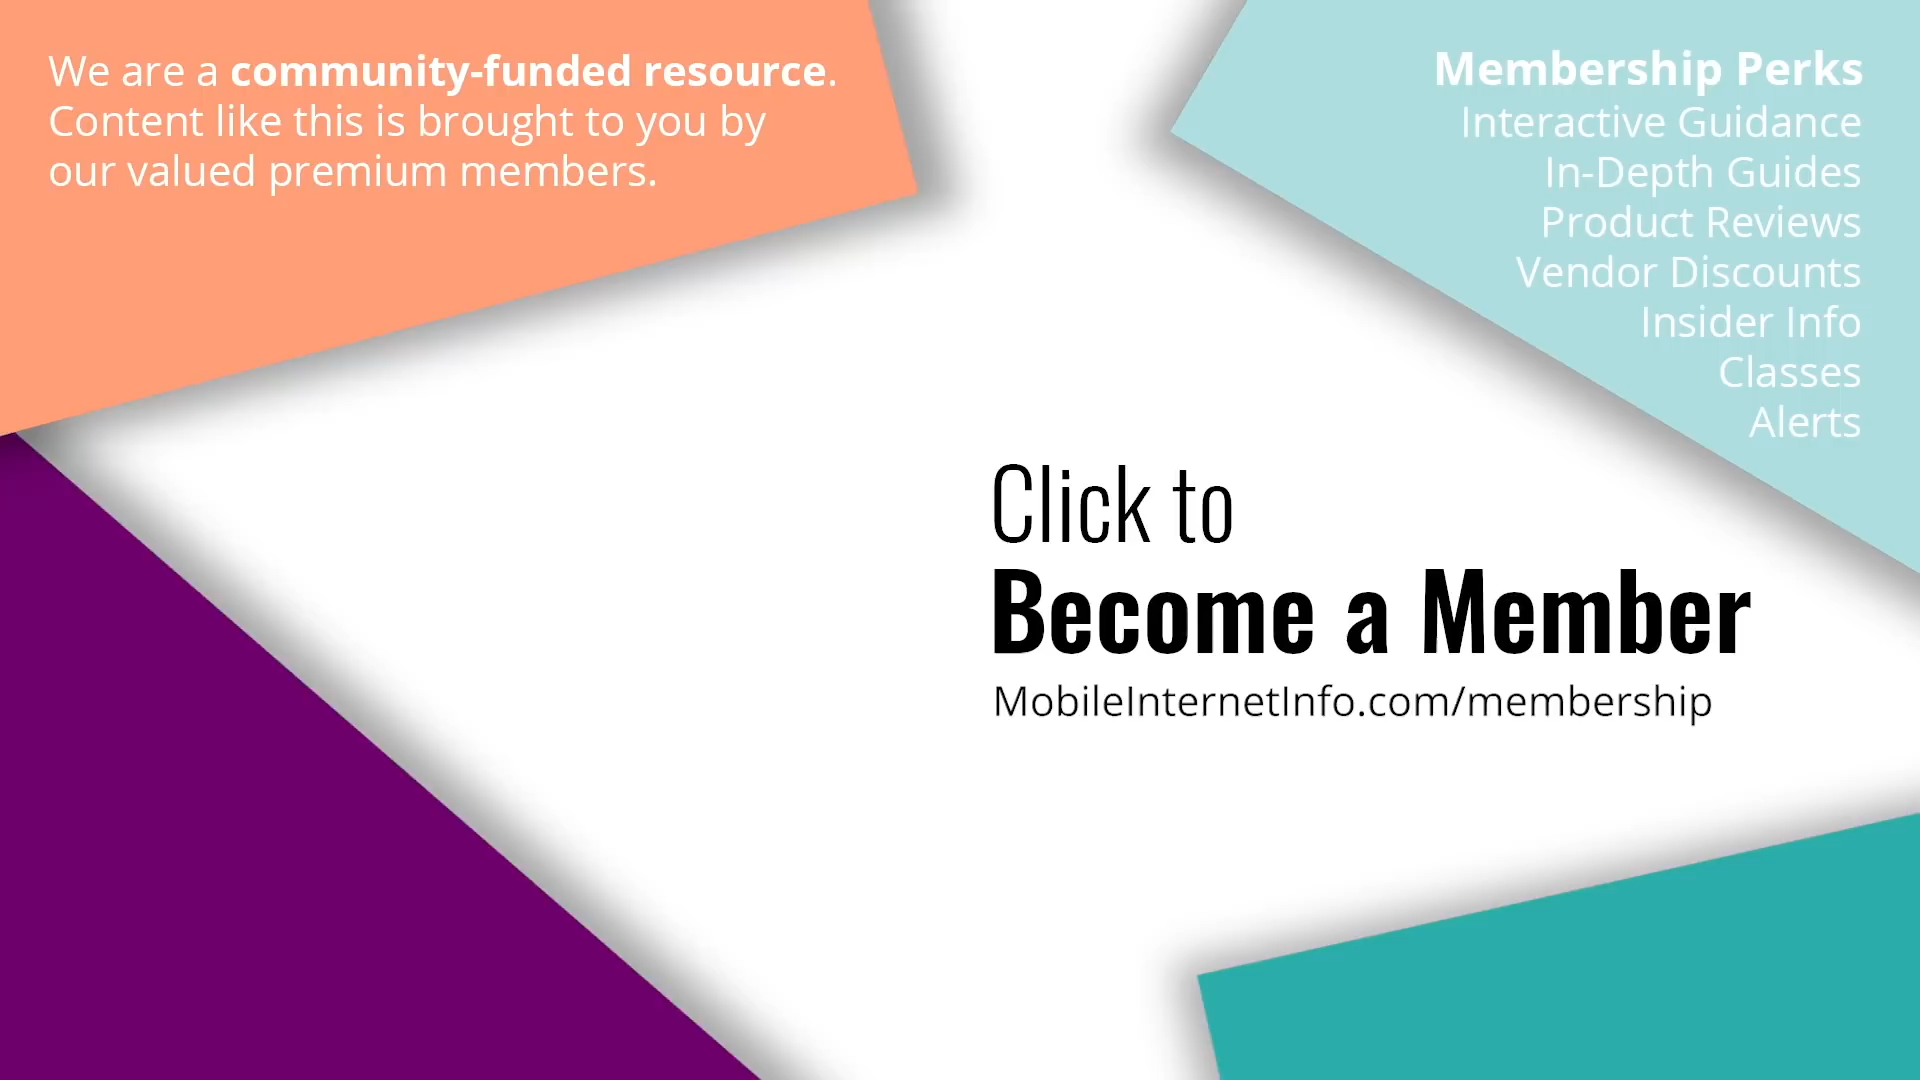 We are a community-funded resource.
Content like this is brought to you by
our valued premium members.
Membership Perks
Interactive Guidance
In-Depth Guides
Product Reviews
Vendor Discounts
Insider Info
Classes
Alerts
Click to
Become a Member
MobileInternetInfo.com/membership